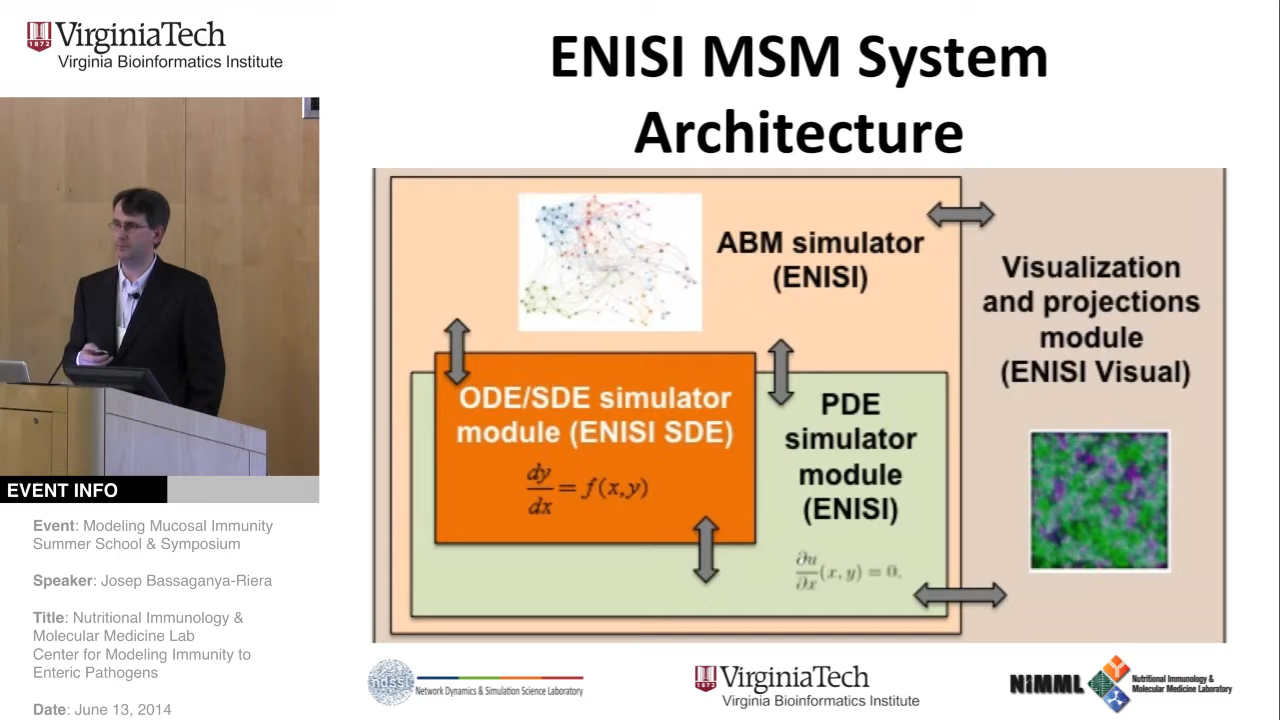 VirginiaTech
1872
Virginia Bioinformatics Institute
ENISI MSM System
Architecture
ABM simulator
(ENISI)
Visualization
and projections
module
(ENISI Visual)
ODE/SDE simulator
module (ENISI SDE)
dy/dx = f(x,y)
PDE
simulator
module
(ENISI)
∂u/∂x (x, y) = 0,
EVENT INFO
Event: Modeling Mucosal Immunity
Summer School & Symposium
Speaker: Josep Bassaganya-Riera
Title: Nutritional Immunology &
Molecular Medicine Lab
Center for Modeling Immunity to
Enteric Pathogens
Date: June 13, 2014
ndssl
Network Dynamics & Simulation Science Laboratory
VirginiaTech
1872
Virginia Bioinformatics Institute
NIMML
Nutritional Immunology &
Molecular Medicine Laboratory